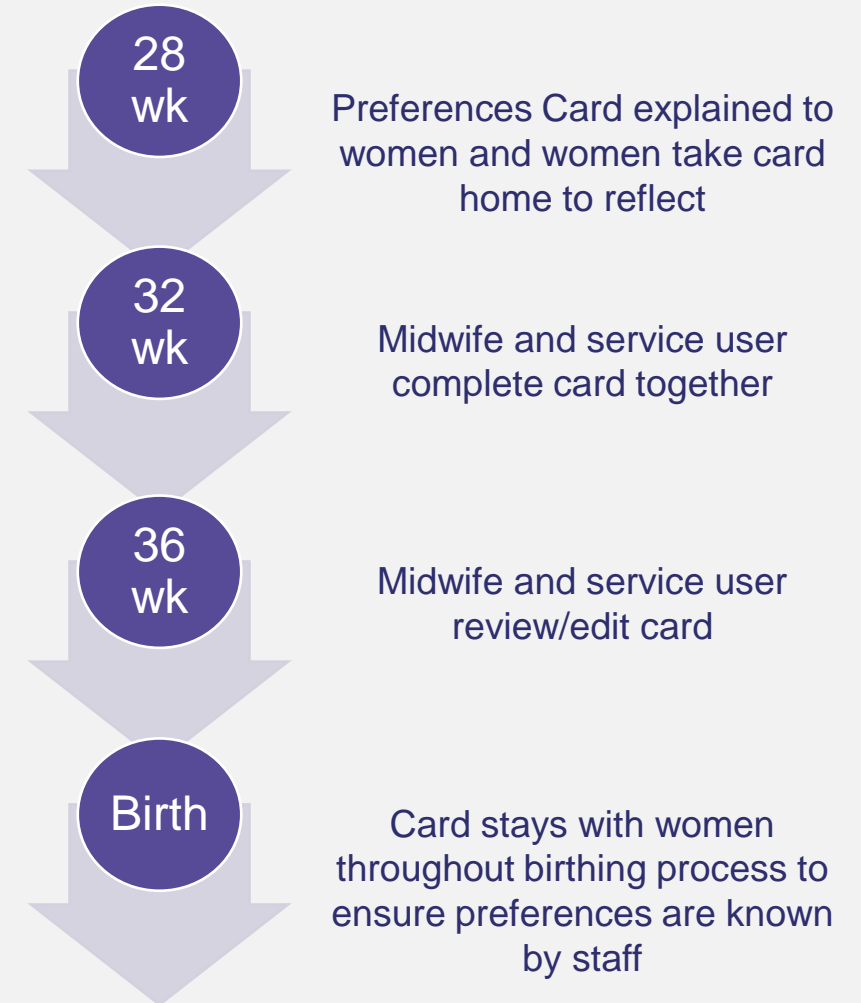 28
wk
Preferences Card explained to
women and women take card
home to reflect
32
wk
Midwife and service user
complete card together
36
wk
Midwife and service user
review/edit card
Birth
Card stays with women
throughout birthing process to
ensure preferences are known
by staff